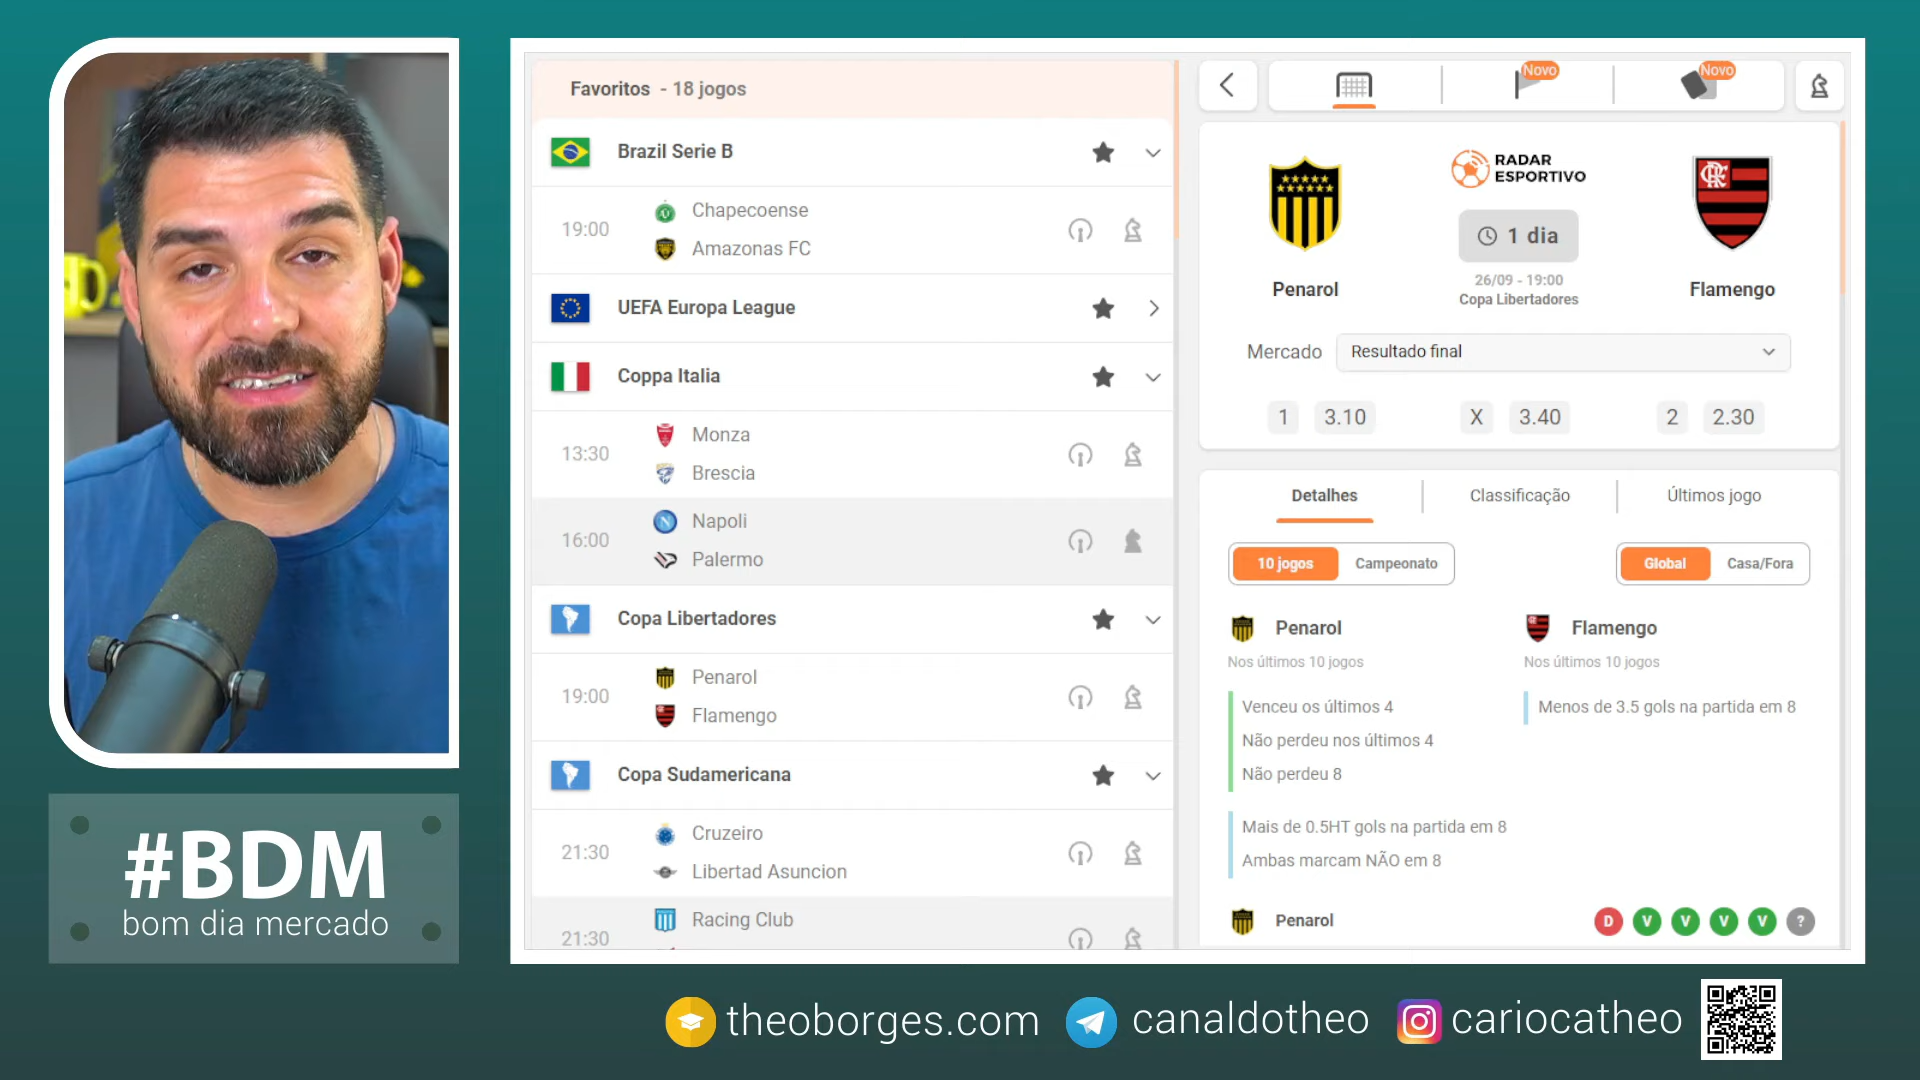 Favoritos - 18 jogos
Brazil Serie B
19:00
Chapecoense
Amazonas FC
UEFA Europa League
Coppa Italia
13:30
Monza
Brescia
16:00
Napoli
Palermo
Copa Libertadores
19:00
Penarol
Flamengo
Copa Sudamericana
21:30
Cruzeiro
Libertad Asuncion
21:30
Racing Club
Novo
Novo
RADAR
ESPORTIVO
1 dia
26/09 - 19:00
Copa Libertadores
Penarol
Flamengo
Mercado
Resultado final
1 3.10 X 3.40 2 2.30
Detalhes
Classificação
Últimos jogo
10 jogos
Campeonato
Global
Casa/Fora
Penarol
Nos últimos 10 jogos
Venceu os últimos 4
Não perdeu nos últimos 4
Não perdeu 8
Mais de 0.5HT gols na partida em 8
Ambas marcam NÃO em 8
Flamengo
Nos últimos 10 jogos
Menos de 3.5 gols na partida em 8
Penarol
D V V V V ?
#BDM
bom dia mercado
theoborges.com
canaldotheo
cariocatheo